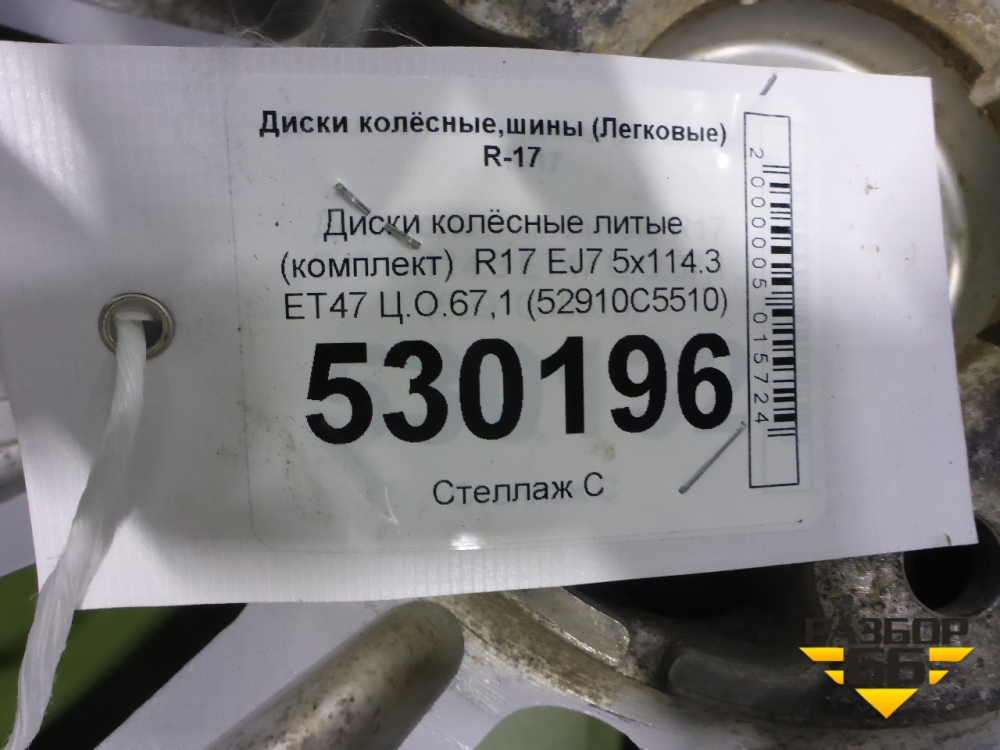 Диски колёсные,шины (Легковые)
R-17
Диски колёсные литые
(комплект) R17 EJ7 5x114.3
ET47 Ц.О.67,1 (52910C5510)
530196
Стеллаж С
2000005015724
РАЗБОР
66